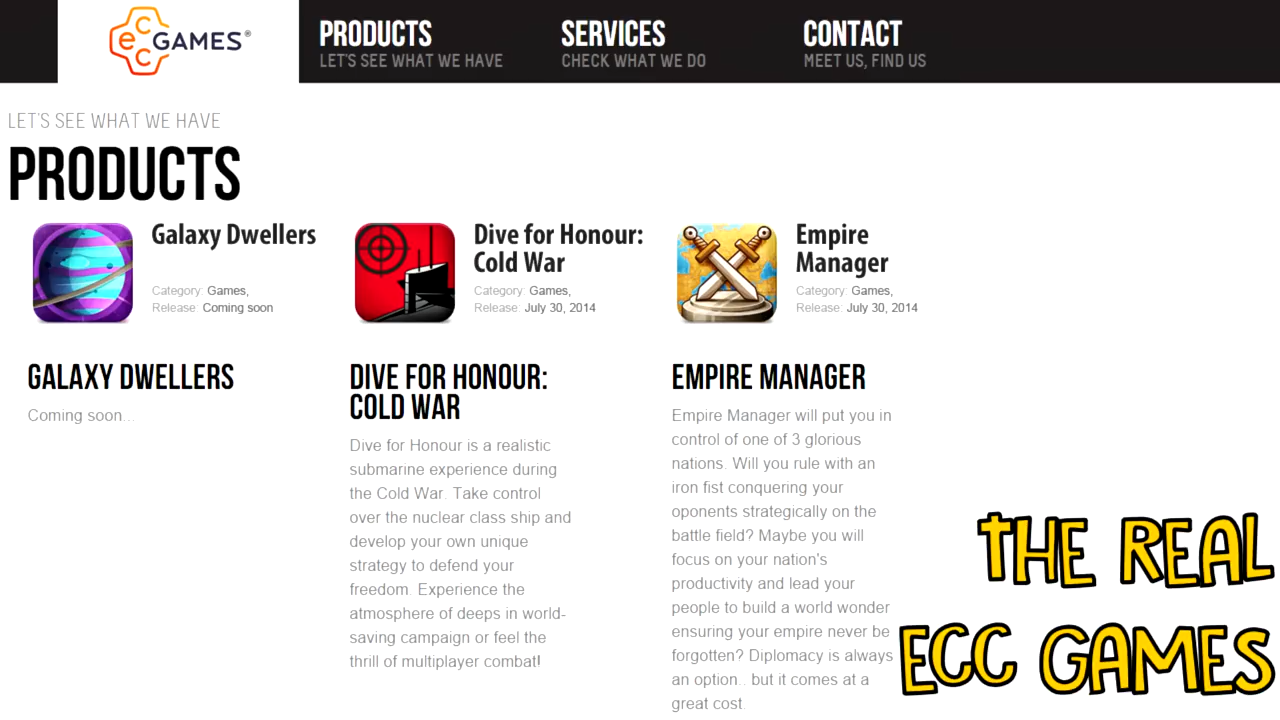 eccc GAMES®
PRODUCTS
LET'S SEE WHAT WE HAVE
SERVICES
CHECK WHAT WE DO
CONTACT
MEET US, FIND US
LET'S SEE WHAT WE HAVE
PRODUCTS
Galaxy Dwellers
Category: Games,
Release: Coming soon
Dive for Honour:
Cold War
Category: Games,
Release: July 30, 2014
Empire
Manager
Category: Games,
Release: July 30, 2014
GALAXY DWELLERS
Coming soon...
DIVE FOR HONOUR:
COLD WAR
Dive for Honour is a realistic
submarine experience during
the Cold War. Take control
over the nuclear class ship and
develop your own unique
strategy to defend your
freedom. Experience the
atmosphere of deeps in world-
saving campaign or feel the
thrill of multiplayer combat!
EMPIRE MANAGER
Empire Manager will put you in
control of one of 3 glorious
nations. Will you rule with an
iron fist conquering your
oponents strategically on the
battle field? Maybe you will
focus on your nation's
productivity and lead your
people to build a world wonder
ensuring your empire never be
forgotten? Diplomacy is always
an option.. but it comes at a
great cost.
THE REAL
ECC GAMES